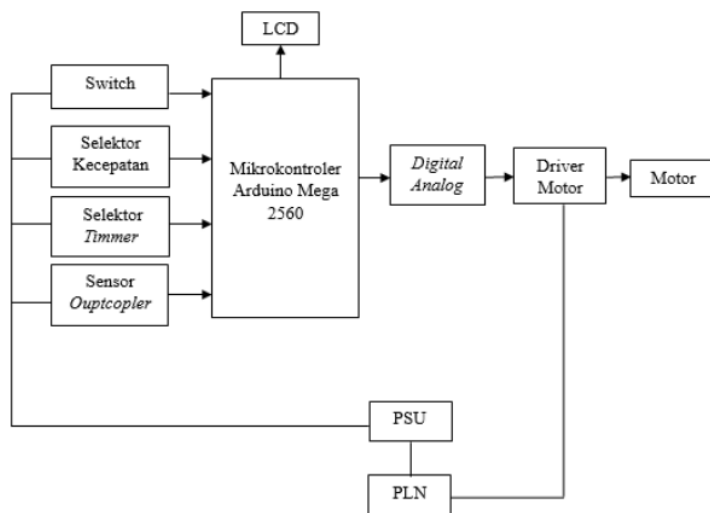 LCD
Switch
Selektor
Kecepatan
Selektor
Timmer
Sensor
Ouptcopler
Mikrokontroler
Arduino Mega
2560
Digital
Analog
Driver
Motor
Motor
PSU
PLN